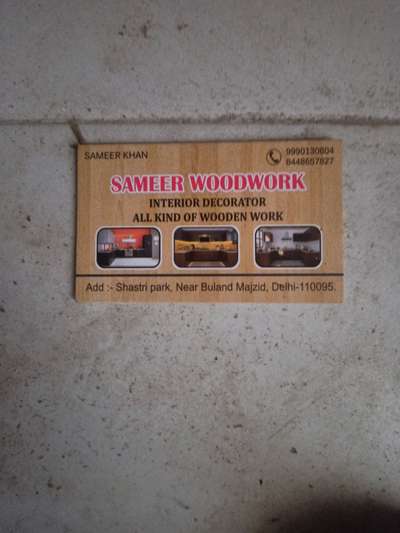 SAMEER KHAN
9990130804
8448657827
SAMEER WOODWORK
INTERIOR DECORATOR
ALL KIND OF WOODEN WORK
Add :- Shastri park, Near Buland Majzid, Delhi-110095.